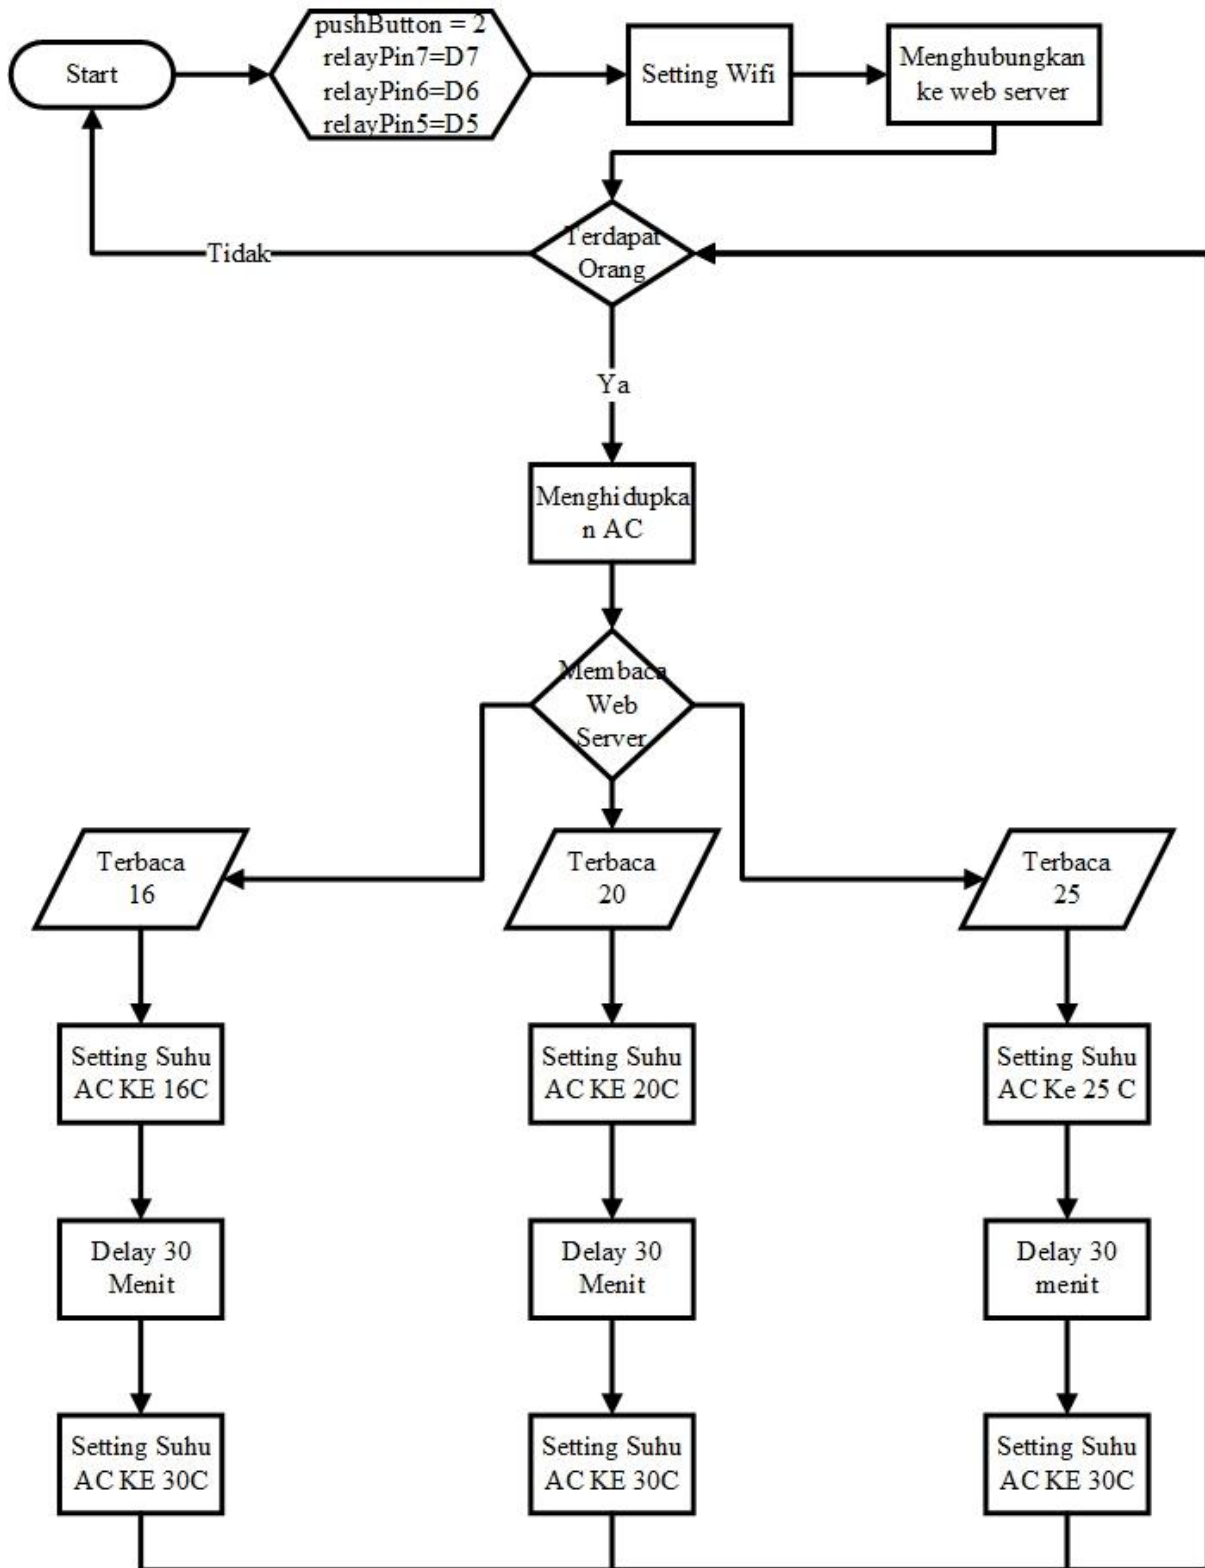 Start
pushButton = 2
relayPin7=D7
relayPin6=D6
relayPin5=D5
Setting Wifi
Menghubungkan
ke web server
Terdapat
Orang
Tidak
Ya
Menghidupka
n AC
Membaca
Web
Server
Terbaca
16
Terbaca
20
Terbaca
25
Setting Suhu
AC KE 16C
Setting Suhu
AC KE 20C
Setting Suhu
AC Ke 25 C
Delay 30
Menit
Delay 30
Menit
Delay 30
menit
Setting Suhu
AC KE 30C
Setting Suhu
AC KE 30C
Setting Suhu
AC KE 30C